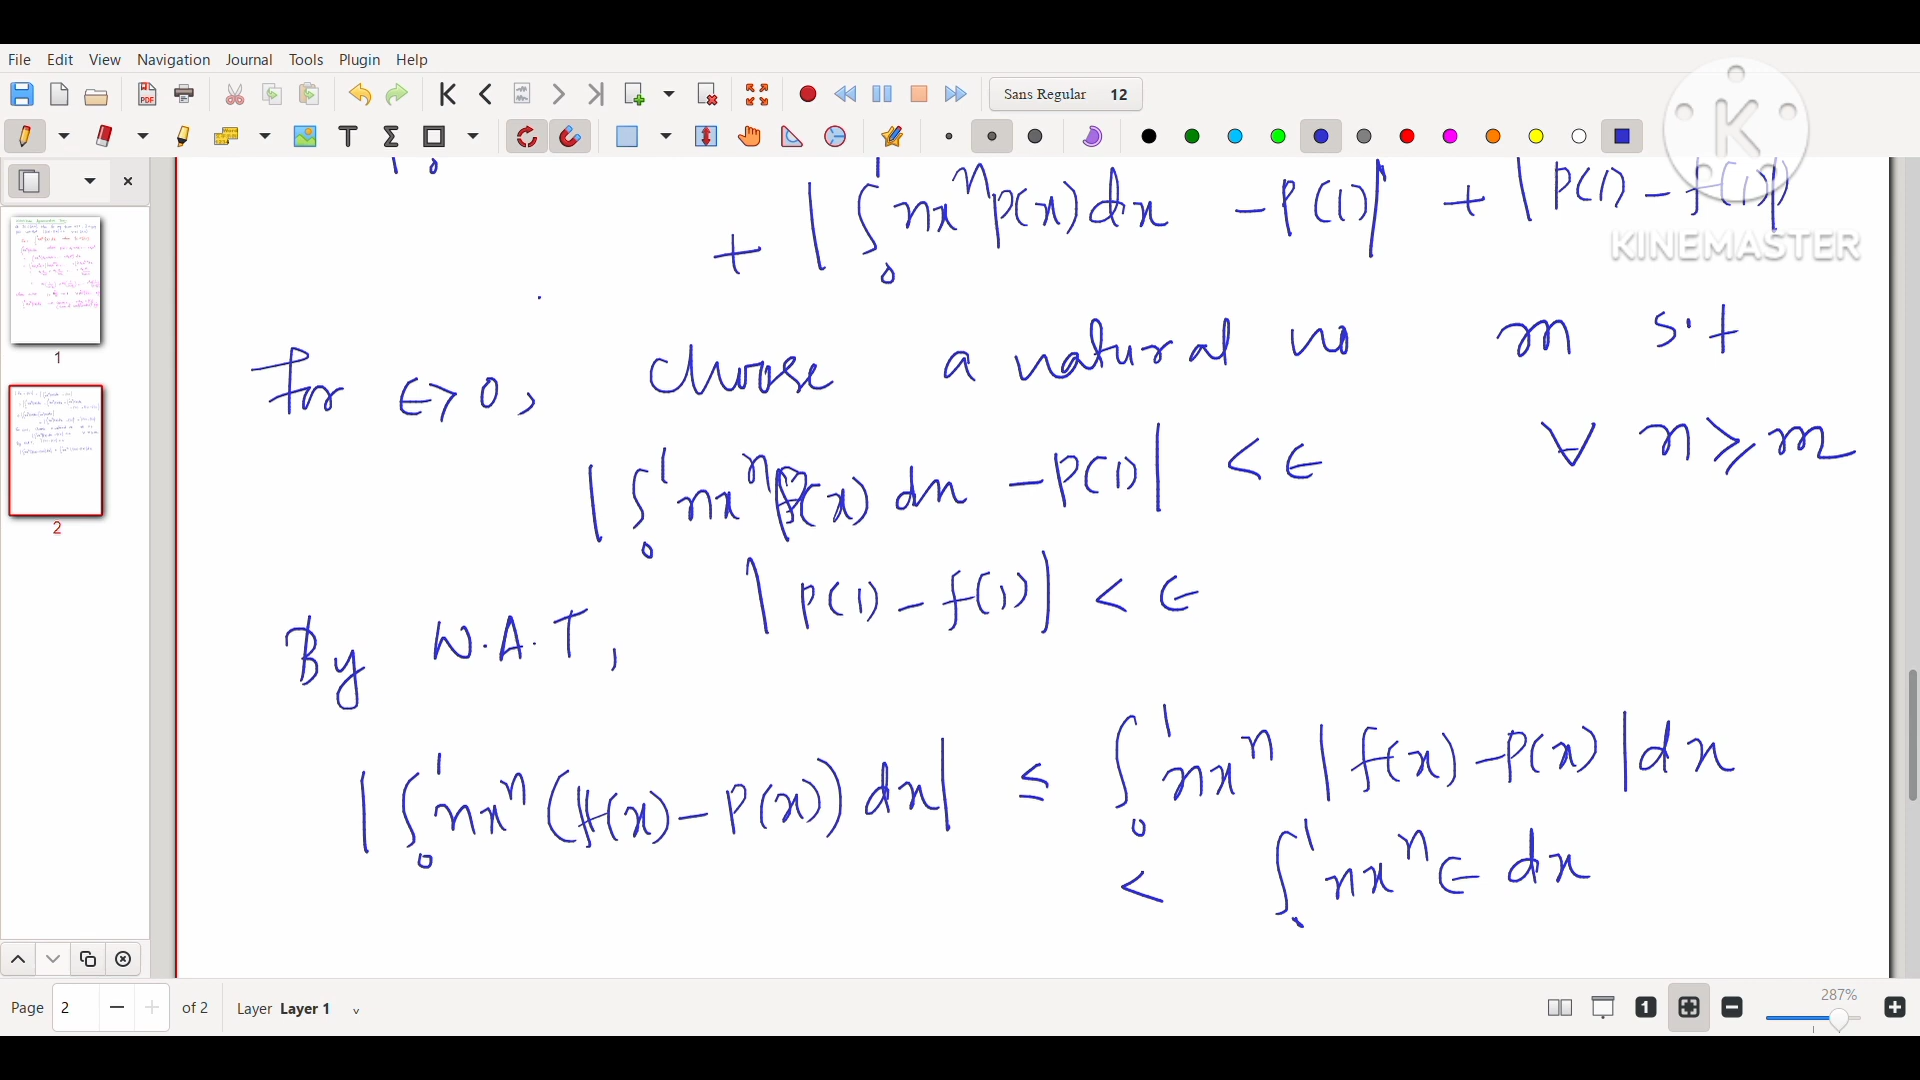 File Edit View Navigation Journal Tools Plugin Help
Sans Regular 12
K
KINEMASTER
+ | ∫₀¹ nxⁿ p(x) dx - P(1) | + | P(1) - f(1) |
For ε > 0, choose a natural no m s.t
| ∫₀¹ nxⁿ P(x) dx - P(1) | < ε ∀ n ≥ m
By W.A.T, | P(1) - f(1) | < ε
| ∫₀¹ nxⁿ (f(x) - P(x)) dx | ≤ ∫₀¹ nxⁿ | f(x) - P(x) | dx
< ∫₀¹ nxⁿ ε dx
1
2
Page 2 of 2 Layer Layer 1
287%